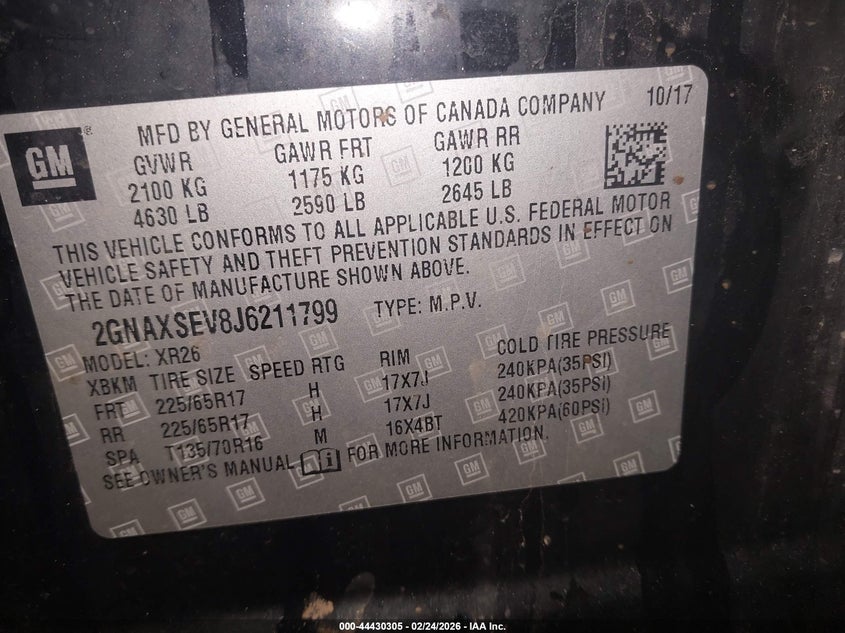 MFD BY GENERAL MOTORS OF CANADA COMPANY 10/17
GM®
GVWR GAWR FRT GAWR RR
2100 KG 1175 KG 1200 KG
4630 LB 2590 LB 2645 LB
THIS VEHICLE CONFORMS TO ALL APPLICABLE U.S. FEDERAL MOTOR
VEHICLE SAFETY AND THEFT PREVENTION STANDARDS IN EFFECT ON
THE DATE OF MANUFACTURE SHOWN ABOVE.
2GNAXSEV8J6211799 TYPE: M.P.V.
MODEL: XR26
XBKM TIRE SIZE SPEED RTG RIM COLD TIRE PRESSURE
FRT 225/65R17 H 17X7J 240KPA(35PSI)
RR 225/65R17 H 17X7J 240KPA(35PSI)
SPA T135/70R16 M 16X4BT 420KPA(60PSI)
SEE OWNER'S MANUAL FOR MORE INFORMATION.
000-44430305 - 02/24/2026 - IAA Inc.